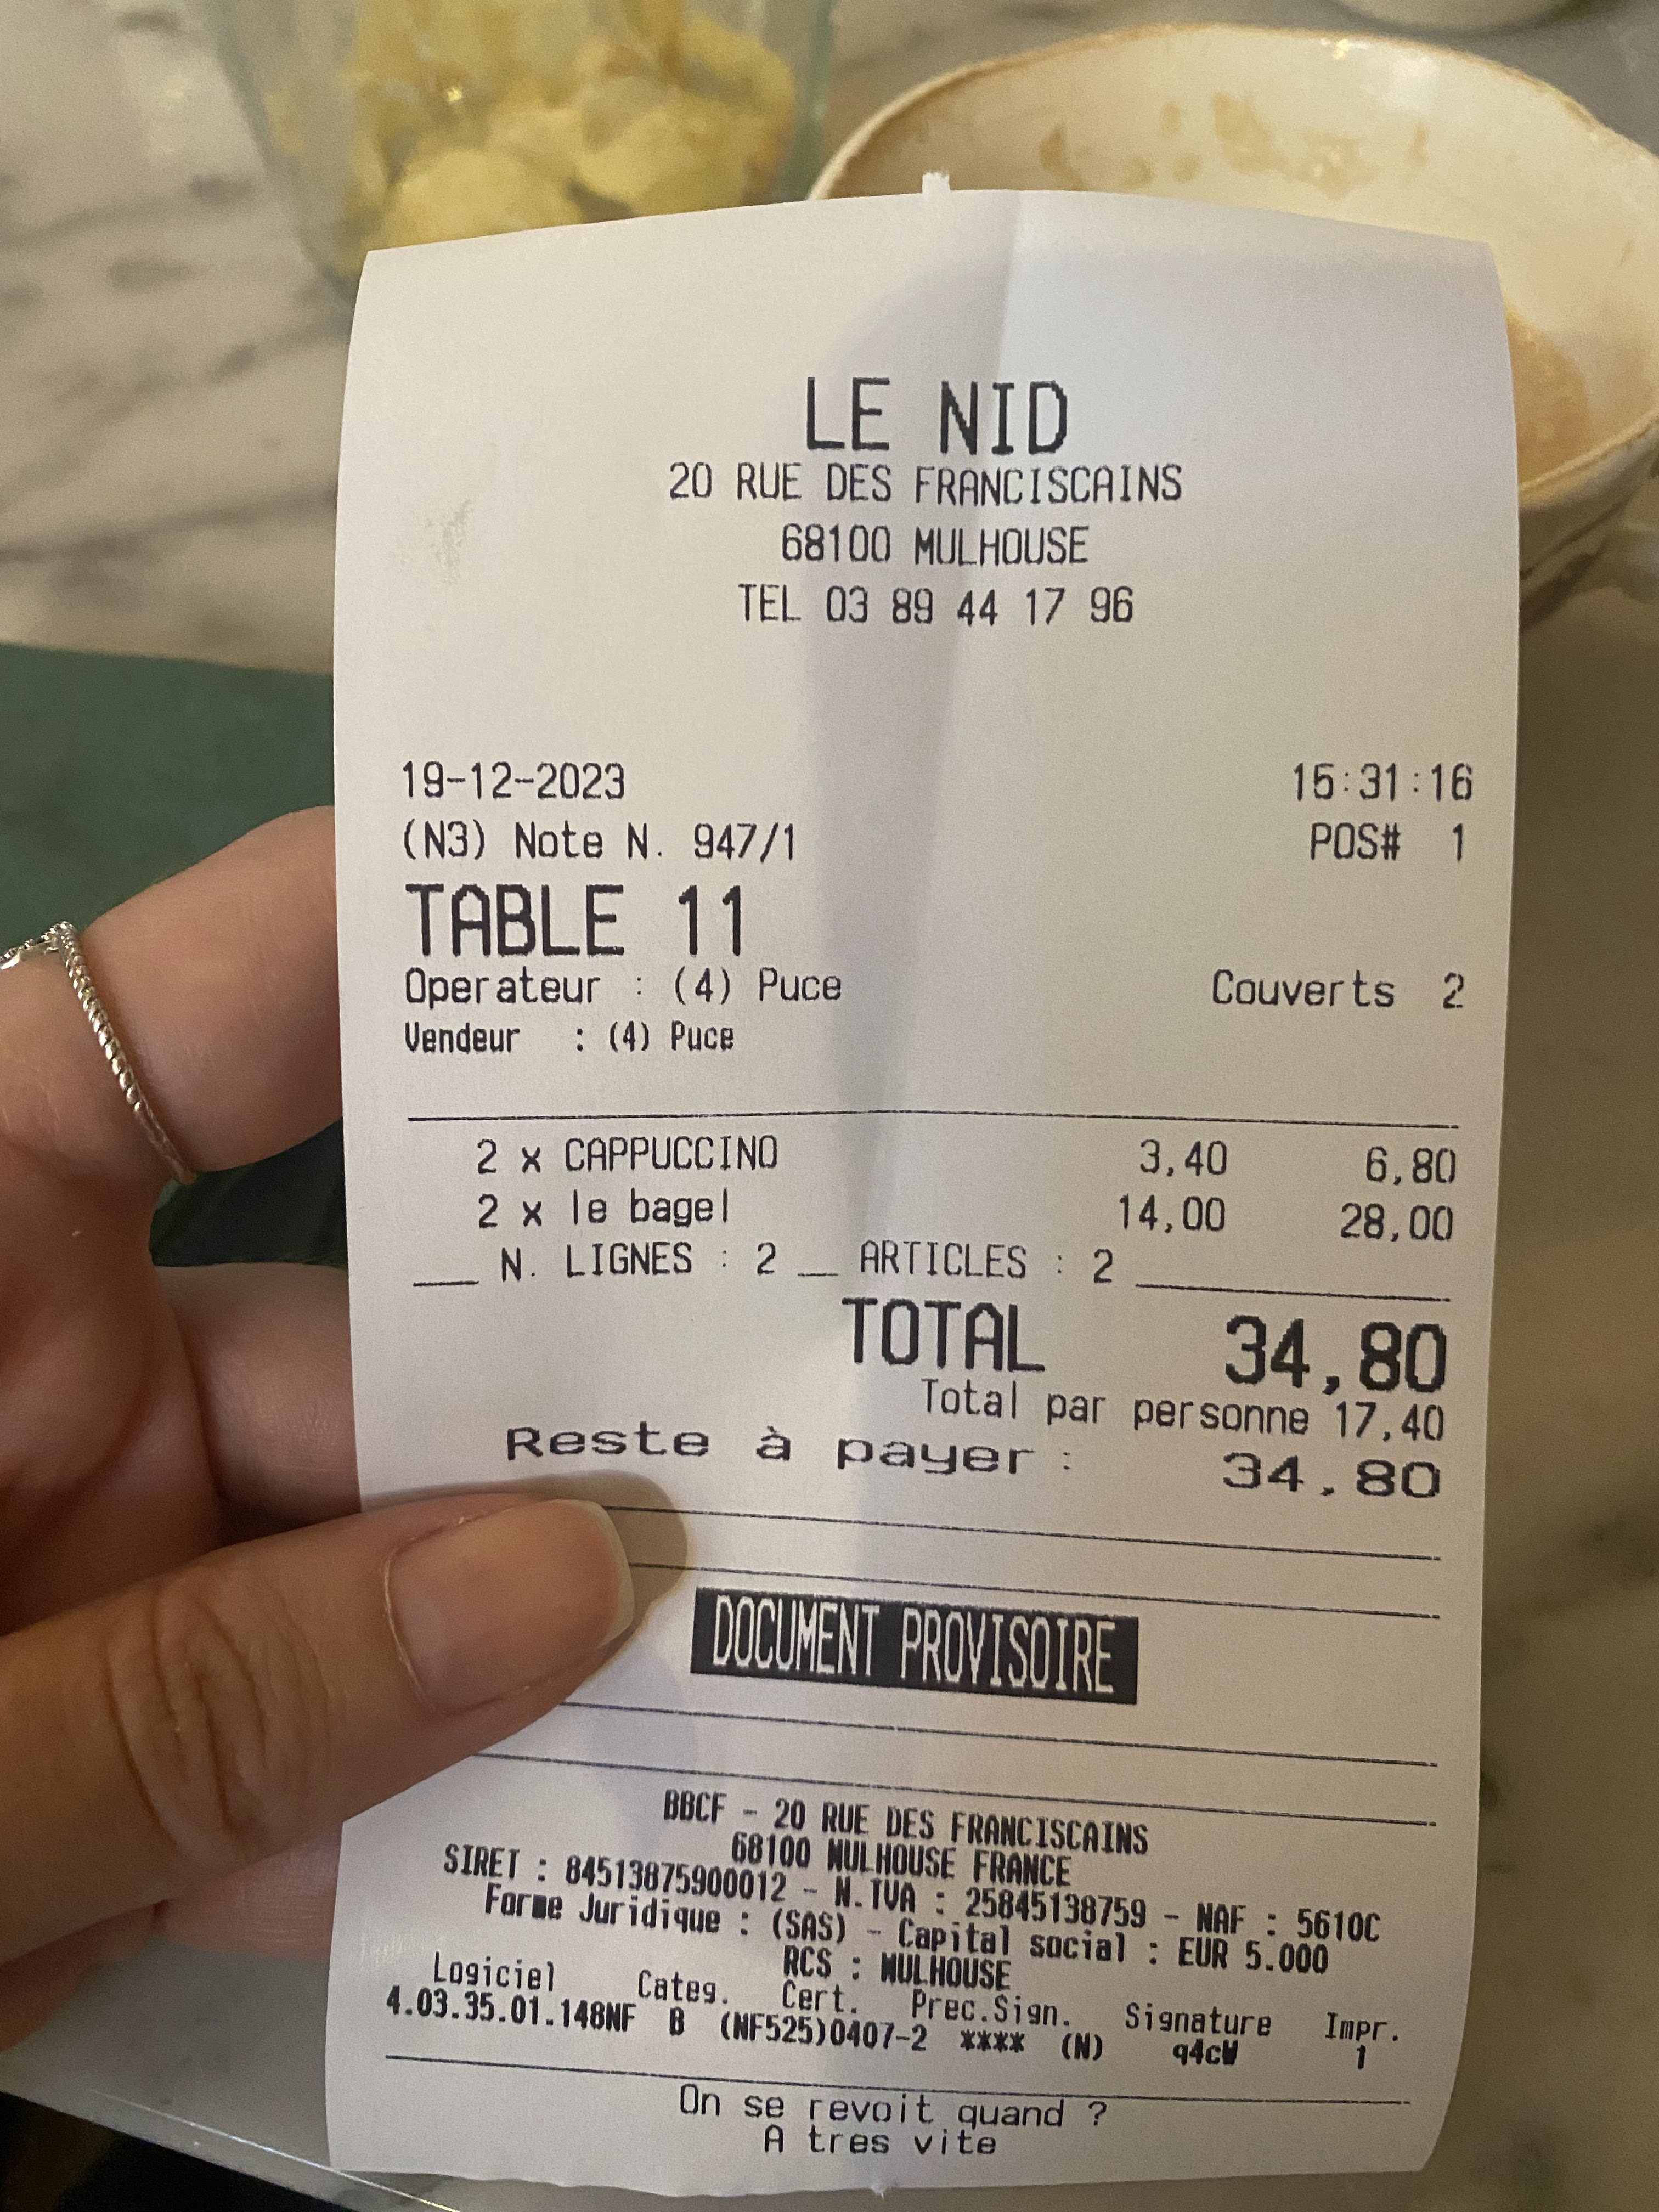 LE NID
20 RUE DES FRANCISCAINS
68100 MULHOUSE
TEL 03 89 44 17 96
19-12-2023 15:31:16
(N3) Note N. 947/1 POS# 1
TABLE 11
Operateur : (4) Puce Couverts 2
Vendeur : (4) Puce
2 x CAPPUCCINO 3,40 6,80
2 x le bagel 14,00 28,00
___ N. LIGNES : 2 __ ARTICLES : 2 ___
TOTAL 34,80
Total par personne 17,40
Reste à payer : 34.80
DOCUMENT PROVISOIRE
BBCF - 20 RUE DES FRANCISCAINS
68100 MULHOUSE FRANCE
SIRET : 84513875900012 - N.TVA : 25845138759 - NAF : 5610C
Forme Juridique : (SAS) - Capital social : EUR 5.000
RCS : MULHOUSE
Logiciel Categ. Cert. Prec.Sign. Signature Impr.
4.03.35.01.148NF B (NF525)0407-2 **** (N) q4cW 1
On se revoit quand ?
A tres vite